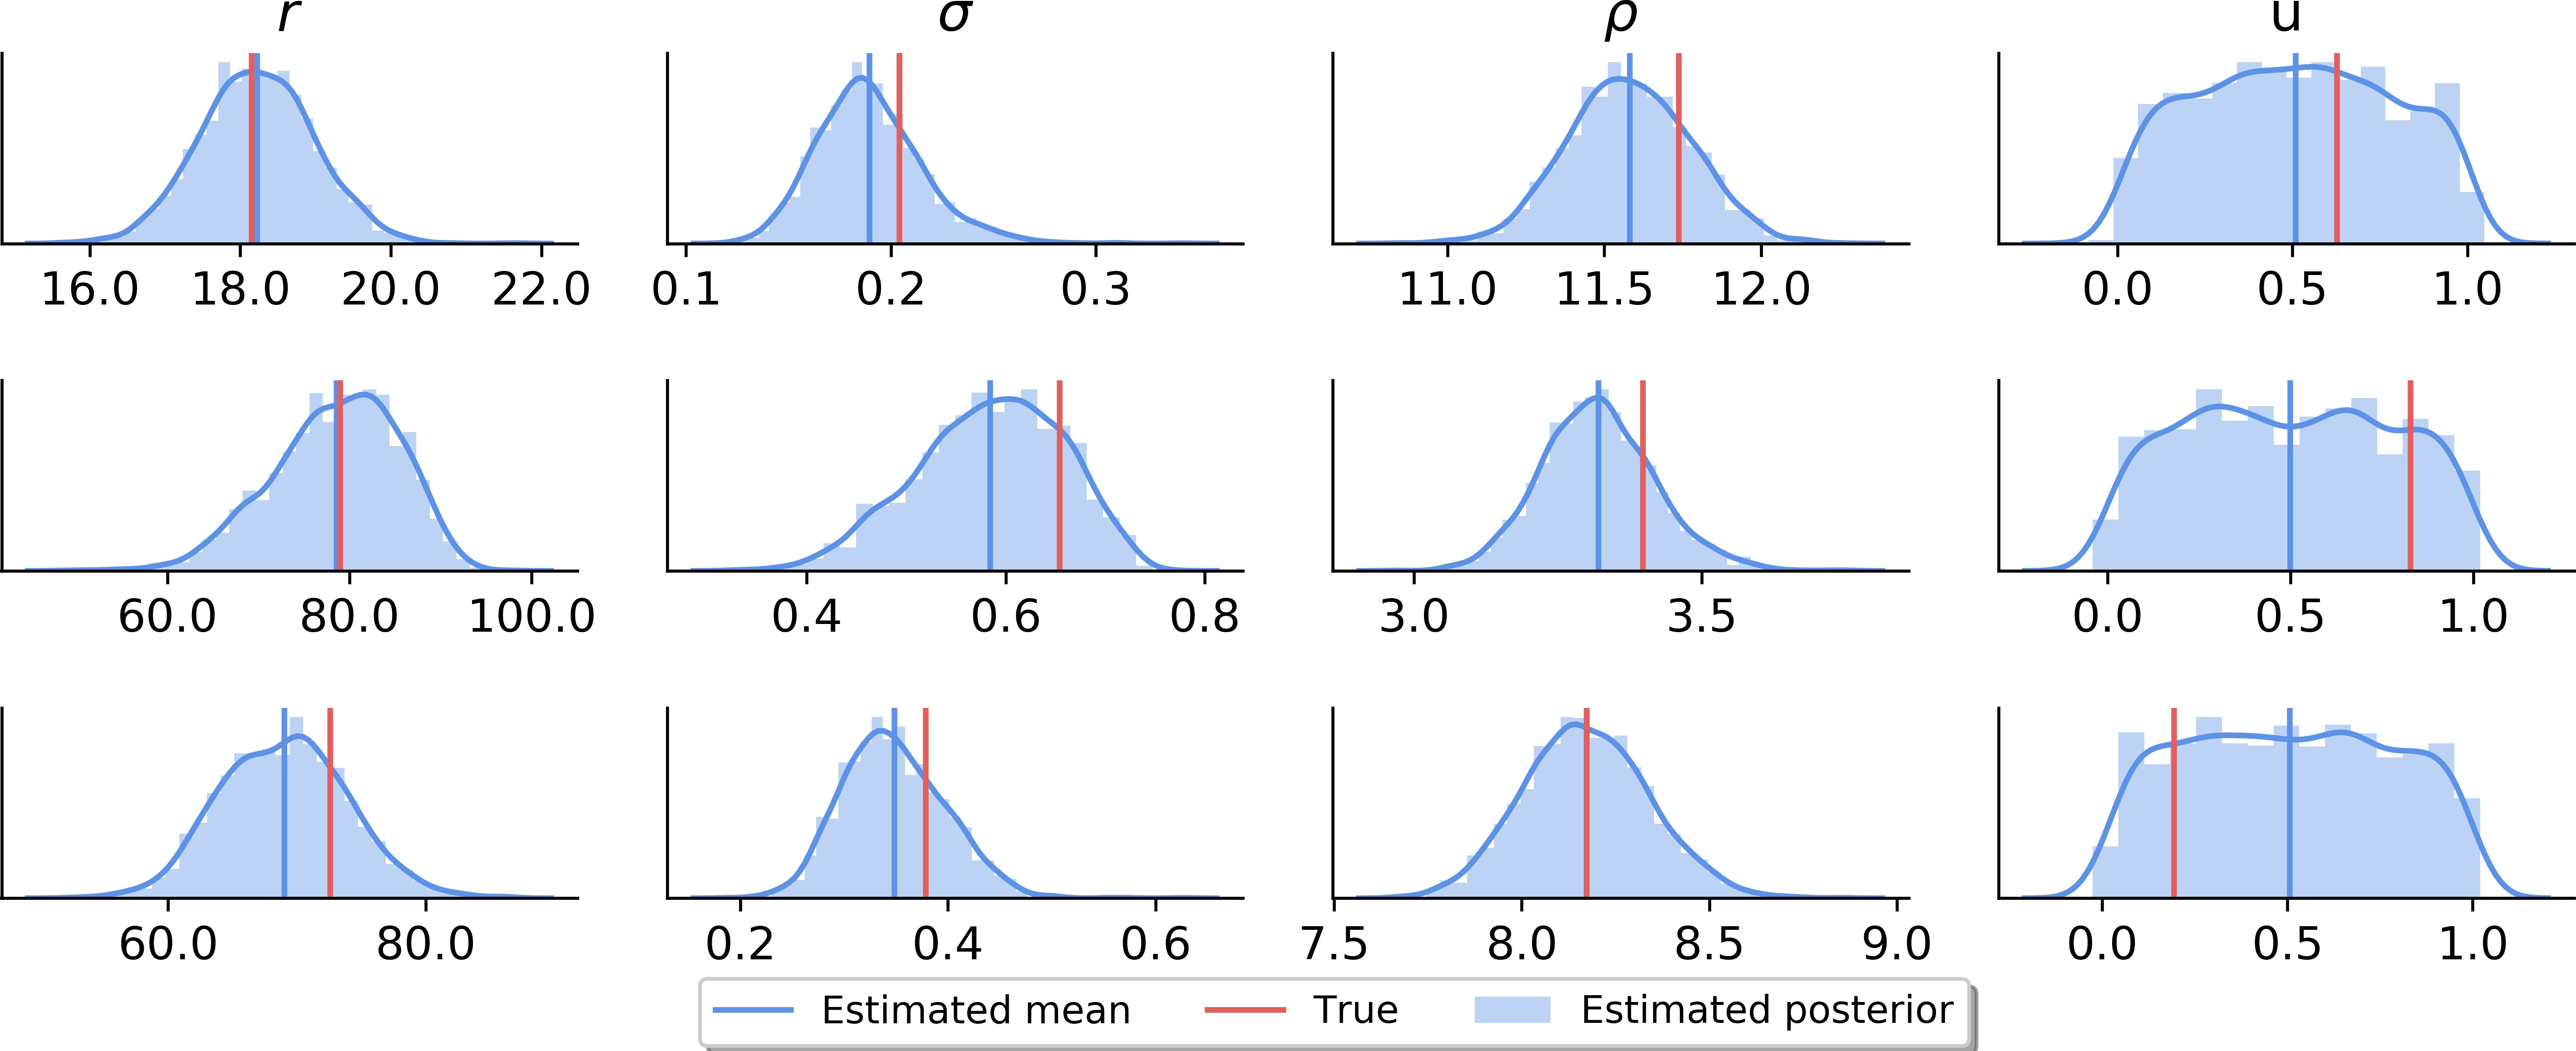 r σ ρ u
16.0 18.0 20.0 22.0 0.1 0.2 0.3 11.0 11.5 12.0 0.0 0.5 1.0
60.0 80.0 100.0 0.4 0.6 0.8 3.0 3.5 0.0 0.5 1.0
60.0 80.0 0.2 0.4 0.6 7.5 8.0 8.5 9.0 0.0 0.5 1.0
Estimated mean True Estimated posterior